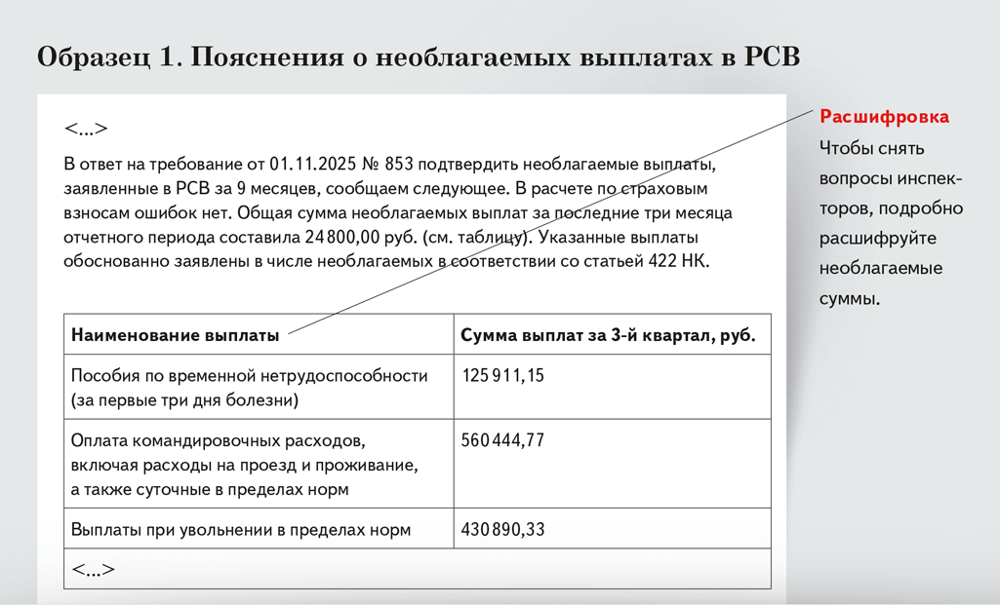 Образец 1. Пояснения о необлагаемых выплатах в РСВ
<...>
В ответ на требование от 01.11.2025 № 853 подтвердить необлагаемые выплаты,
заявленные в РСВ за 9 месяцев, сообщаем следующее. В расчете по страховым
взносам ошибок нет. Общая сумма необлагаемых выплат за последние три месяца
отчетного периода составила 24 800,00 руб. (см. таблицу). Указанные выплаты
обоснованно заявлены в числе необлагаемых в соответствии со статьей 422 НК.
Наименование выплаты
Сумма выплат за 3-й квартал, руб.
Пособия по временной нетрудоспособности
(за первые три дня болезни)
125 911,15
Оплата командировочных расходов,
включая расходы на проезд и проживание,
а также суточные в пределах норм
560 444,77
Выплаты при увольнении в пределах норм
430 890,33
<...>
Расшифровка
Чтобы снять
вопросы инспек-
торов, подробно
расшифруйте
необлагаемые
суммы.